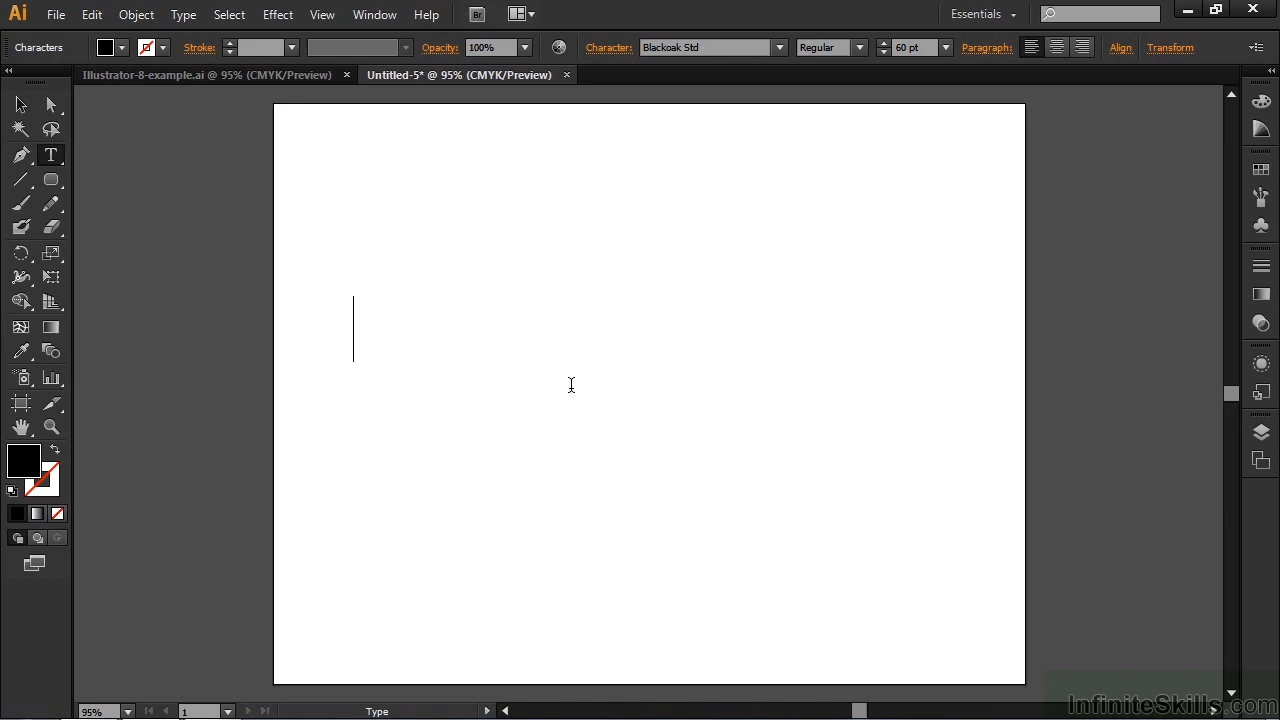 Ai File Edit Object Type Select Effect View Window Help Br Essentials
Characters Stroke: Opacity: 100% Character: Blackoak Std Regular 60 pt Paragraph: Align Transform
Illustrator-8-example.ai @ 95% (CMYK/Preview) Untitled-5* @ 95% (CMYK/Preview)
T
InfiniteSkills.com
95% 1 Type